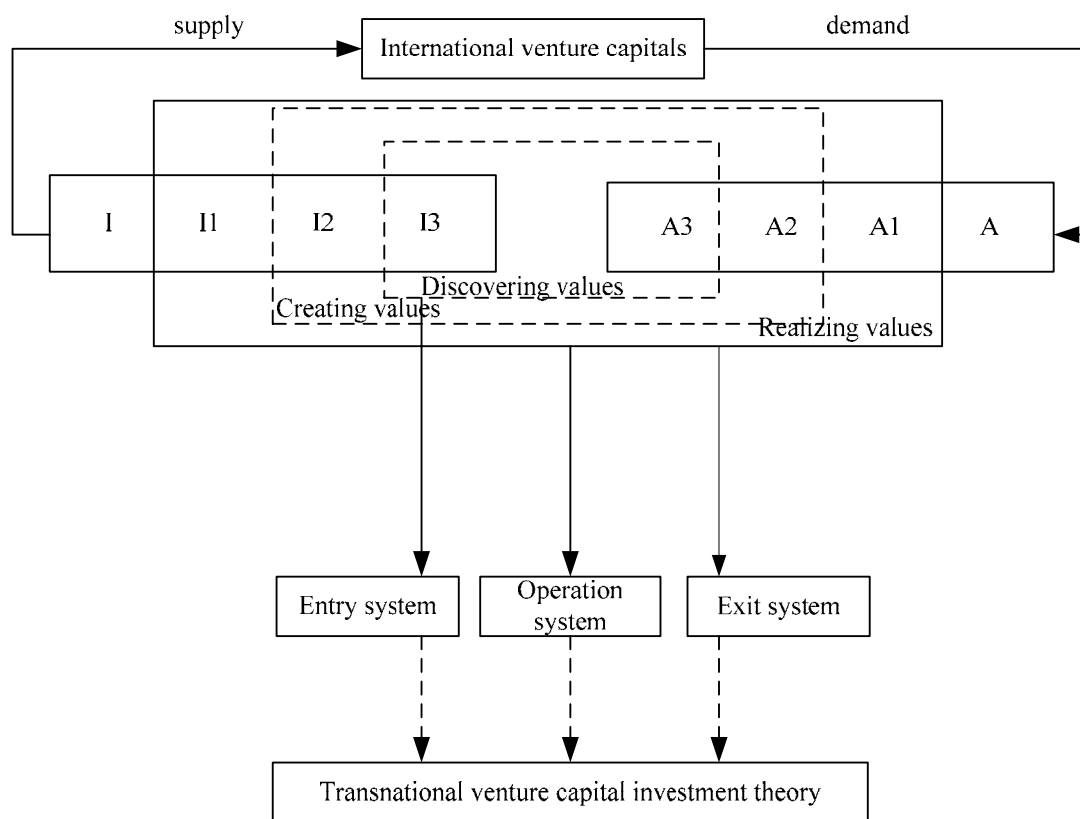 supply
demand
International venture capitals
I
I1
I2
I3
A3
A2
A1
A
Discovering values
Creating values
Realizing values
Entry system
Operation
system
Exit system
Transnational venture capital investment theory